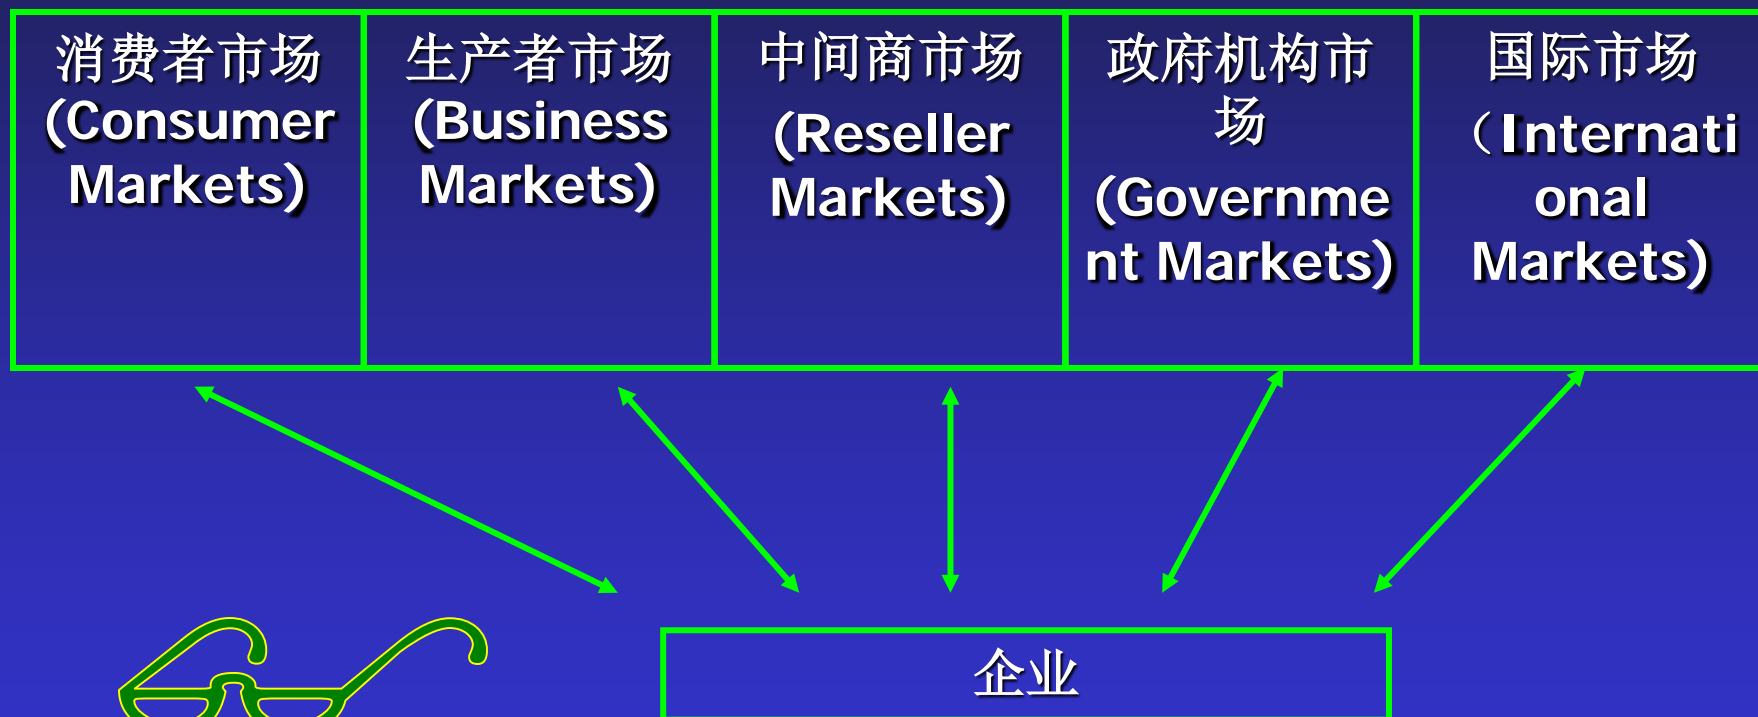 消费者市场
(Consumer
Markets)
生产者市场
(Business
Markets)
中间商市场
(Reseller
Markets)
政府机构市
场
(Governme
nt Markets)
国际市场
（Internati
onal
Markets)
企业